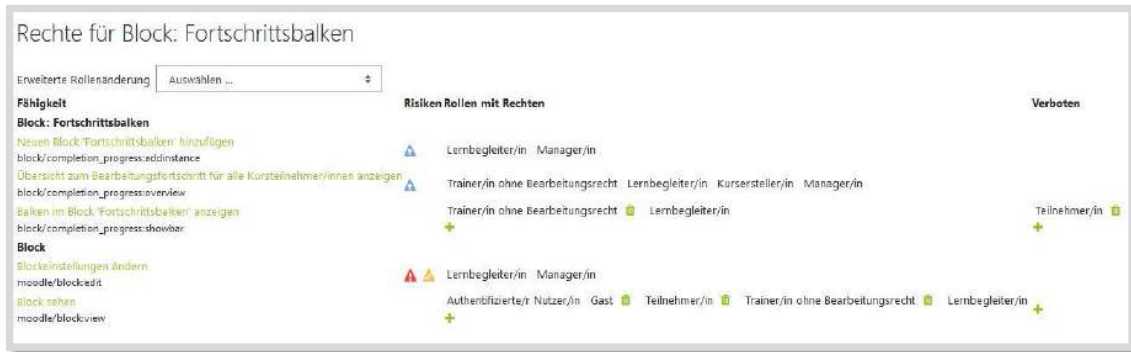 Rechte für Block: Fortschrittsbalken
Erweiterte Rollenänderung Auswählen ...
Fähigkeit Risiken Rollen mit Rechten Verboten
Block: Fortschrittsbalken
Neuen Block 'Fortschrittsbalken' hinzufügen
block/completion_progress:addinstance
Lernbegleiter/in Manager/in
Übersicht zum Bearbeitungsfortschritt für alle Kursteilnehmer/innen anzeigen
block/completion_progress:overview
Trainer/in ohne Bearbeitungsrecht Lernbegleiter/in Kursersteller/in Manager/in
Balken im Block 'Fortschrittsbalken' anzeigen
block/completion_progress:showbar
Trainer/in ohne Bearbeitungsrecht Lernbegleiter/in Teilnehmer/in
Block
Blockeinstellungen ändern
moodle/block:edit
Lernbegleiter/in Manager/in
Block sehen
moodle/block:view
Authentifizierte/r Nutzer/in Gast Teilnehmer/in Trainer/in ohne Bearbeitungsrecht Lernbegleiter/in